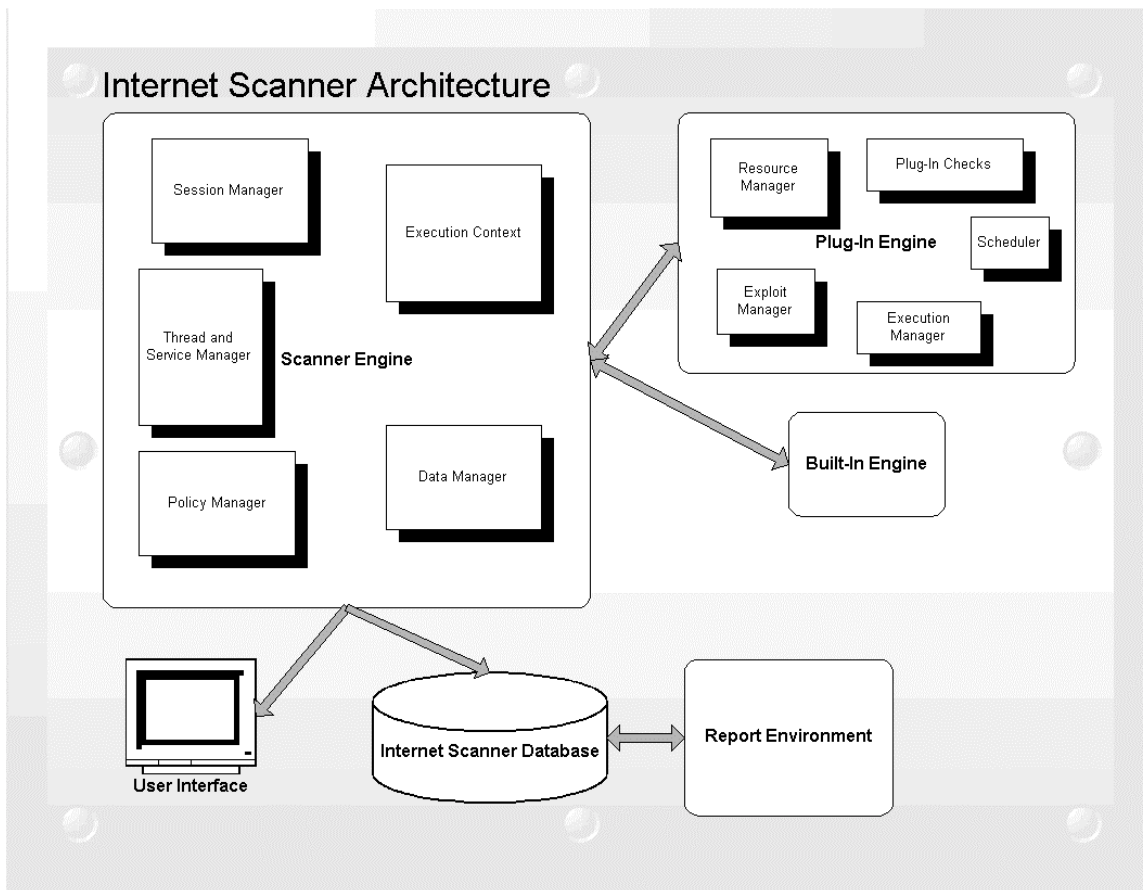 Internet Scanner Architecture
Session Manager
Execution Context
Thread and
Service Manager
Scanner Engine
Policy Manager
Data Manager
Resource
Manager
Plug-In Checks
Plug-In Engine
Scheduler
Exploit
Manager
Execution
Manager
Built-In Engine
User Interface
Internet Scanner Database
Report Environment